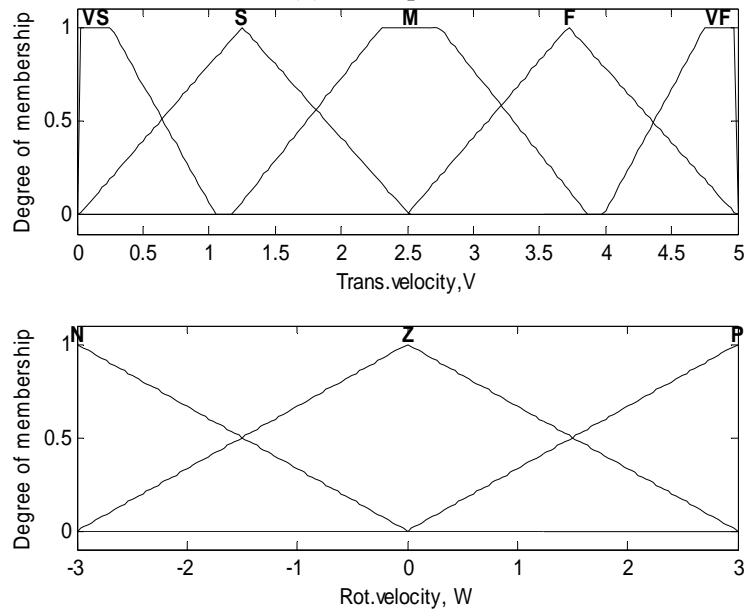 VS S M F VF
1
0.5
0
Degree of membership
0 0.5 1 1.5 2 2.5 3 3.5 4 4.5 5
Trans.velocity,V
N Z P
1
0.5
0
Degree of membership
-3 -2 -1 0 1 2 3
Rot.velocity, W